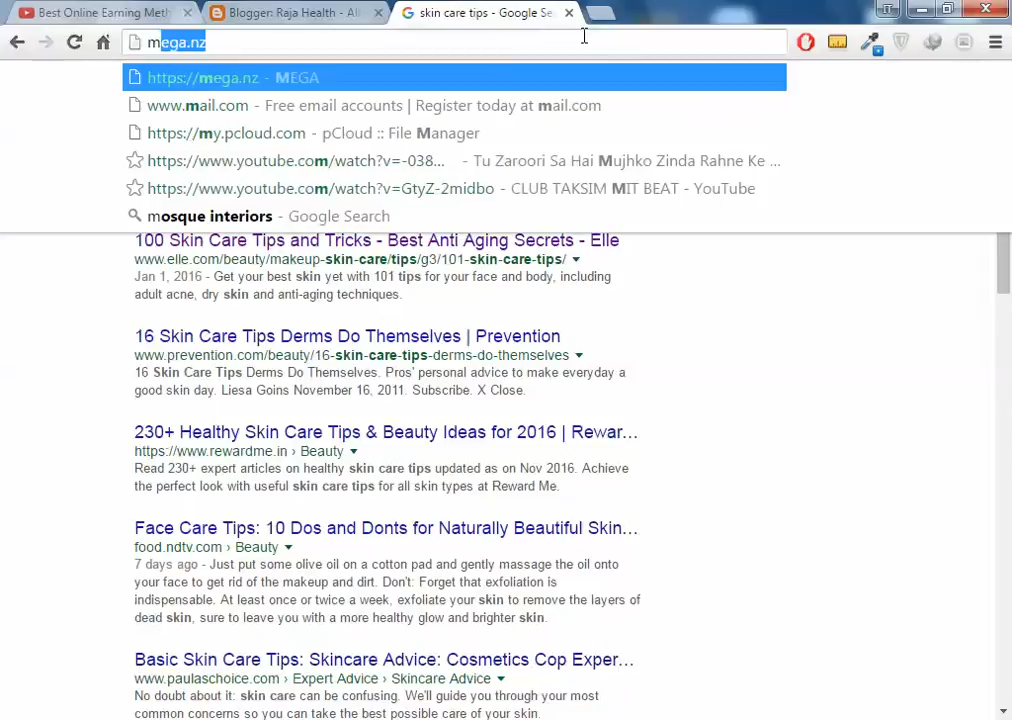 Best Online Earning Meth
Blogger: Raja Health - All
skin care tips - Google Se
mega.nz
https://mega.nz - MEGA
www.mail.com - Free email accounts | Register today at mail.com
https://my.pcloud.com - pCloud :: File Manager
https://www.youtube.com/watch?v=-038... - Tu Zaroori Sa Hai Mujhko Zinda Rahne Ke ...
https://www.youtube.com/watch?v=GtyZ-2midbo - CLUB TAKSIM MIT BEAT - YouTube
mosque interiors - Google Search
100 Skin Care Tips and Tricks - Best Anti Aging Secrets - Elle
www.elle.com/beauty/makeup-skin-care/tips/g3/101-skin-care-tips/
Jan 1, 2016 - Get your best skin yet with 101 tips for your face and body, including
adult acne, dry skin and anti-aging techniques.
16 Skin Care Tips Derms Do Themselves | Prevention
www.prevention.com/beauty/16-skin-care-tips-derms-do-themselves
16 Skin Care Tips Derms Do Themselves. Pros' personal advice to make everyday a
good skin day. Liesa Goins November 16, 2011. Subscribe. X Close.
230+ Healthy Skin Care Tips & Beauty Ideas for 2016 | Rewar...
https://www.rewardme.in › Beauty
Read 230+ expert articles on healthy skin care tips updated as on Nov 2016. Achieve
the perfect look with useful skin care tips for all skin types at Reward Me.
Face Care Tips: 10 Dos and Donts for Naturally Beautiful Skin...
food.ndtv.com › Beauty
7 days ago - Just put some olive oil on a cotton pad and gently massage the oil onto
your face to get rid of the makeup and dirt. Don't: Forget that exfoliation is
indispensable. At least once or twice a week, exfoliate your skin to remove the layers of
dead skin, sure to leave you with a more healthy glow and brighter skin.
Basic Skin Care Tips: Skincare Advice: Cosmetics Cop Exper...
www.paulaschoice.com › Expert Advice › Skincare Advice
No doubt about it: skin care can be confusing. We'll guide you through your most
common concerns so you can take the best possible care of your skin.